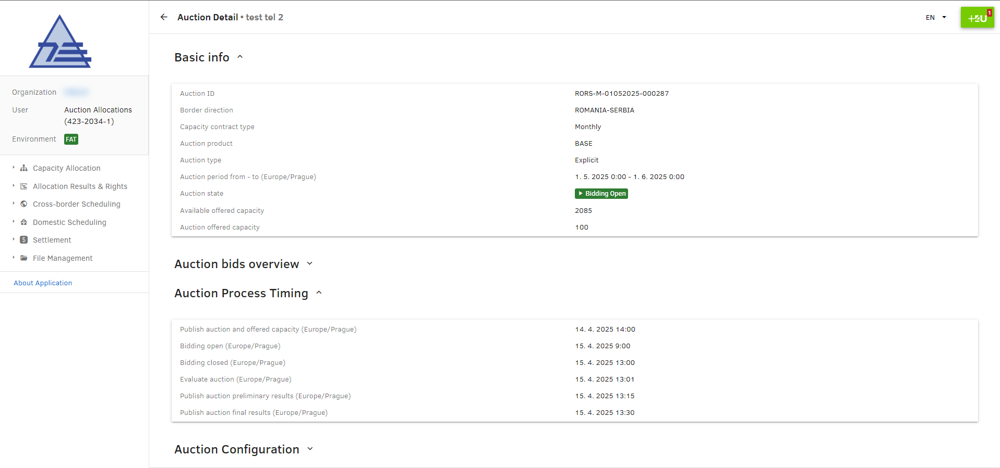 Auction Detail • test tel 2
EN
+4U
1
Organization
User Auction Allocations
(423-2034-1)
Environment FAT
Capacity Allocation
Allocation Results & Rights
Cross-border Scheduling
Domestic Scheduling
Settlement
File Management
About Application
Basic info
Auction ID RORS-M-01052025-000287
Border direction ROMANIA-SERBIA
Capacity contract type Monthly
Auction product BASE
Auction type Explicit
Auction period from - to (Europe/Prague) 1. 5. 2025 0:00 - 1. 6. 2025 0:00
Auction state Bidding Open
Available offered capacity 2085
Auction offered capacity 100
Auction bids overview
Auction Process Timing
Publish auction and offered capacity (Europe/Prague) 14. 4. 2025 14:00
Bidding open (Europe/Prague) 15. 4. 2025 9:00
Bidding closed (Europe/Prague) 15. 4. 2025 13:00
Evaluate auction (Europe/Prague) 15. 4. 2025 13:01
Publish auction preliminary results (Europe/Prague) 15. 4. 2025 13:15
Publish auction final results (Europe/Prague) 15. 4. 2025 13:30
Auction Configuration